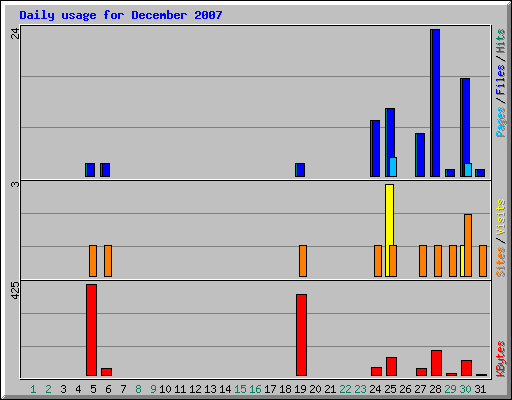 Daily usage for December 2007
24
Pages/Files/Hits
3
Sites/Visits
425
KBytes
1 2 3 4 5 6 7 8 9 10 11 12 13 14 15 16 17 18 19 20 21 22 23 24 25 26 27 28 29 30 31